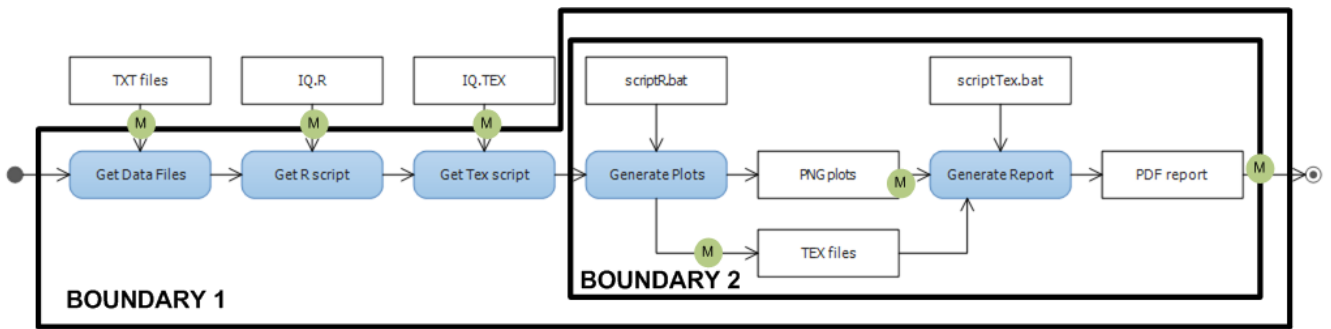 TXT files
IQ.R
IQ.TEX
scriptR.bat
scriptTex.bat
M
M
M
Get Data Files
Get R script
Get Tex script
Generate Plots
PNG plots
M
Generate Report
PDF report
M
M
TEX files
BOUNDARY 2
BOUNDARY 1